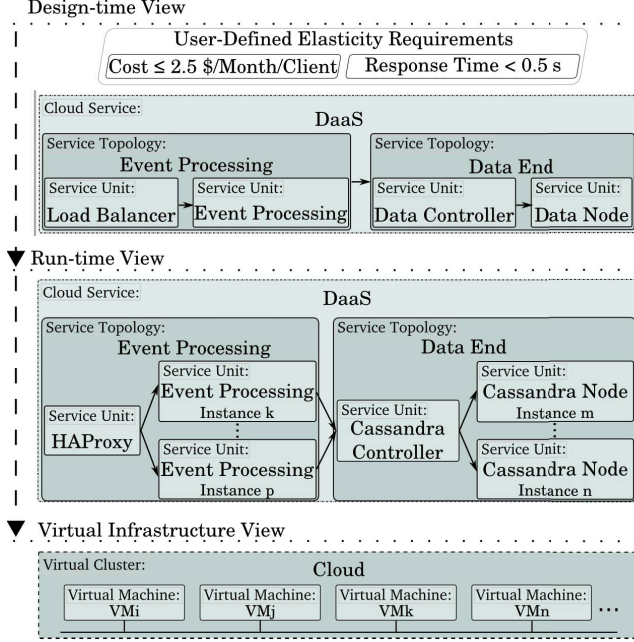 Design-time View
User-Defined Elasticity Requirements
Cost ≤ 2.5 $/Month/Client
Response Time < 0.5 s
Cloud Service:
DaaS
Service Topology:
Event Processing
Service Unit:
Load Balancer
Service Unit:
Event Processing
Service Topology:
Data End
Service Unit:
Data Controller
Service Unit:
Data Node
Run-time View
Cloud Service:
DaaS
Service Topology:
Event Processing
Service Unit:
HAProxy
Service Unit:
Event Processing
Instance k
Service Unit:
Event Processing
Instance p
Service Topology:
Data End
Service Unit:
Cassandra
Controller
Service Unit:
Cassandra Node
Instance m
Service Unit:
Cassandra Node
Instance n
Virtual Infrastructure View
Virtual Cluster:
Cloud
Virtual Machine:
VMi
Virtual Machine:
VMj
Virtual Machine:
VMk
Virtual Machine:
VMn
...